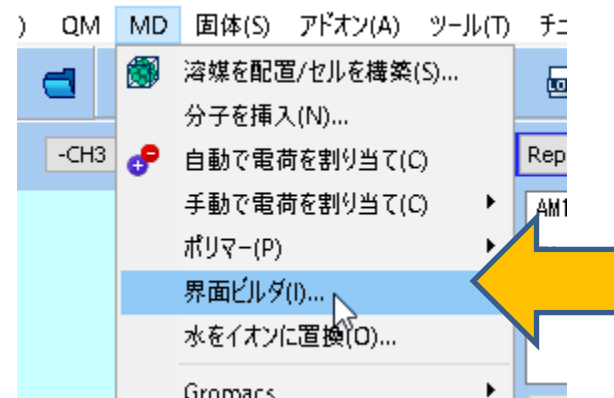 ) QM MD 固体(S) アドオン(A) ツール(T)
溶媒を配置/セルを構築(S)...
分子を挿入(N)...
-CH3 自動で電荷を割り当て(C) Rep
手動で電荷を割り当て(C) AM1
ポリマー(P)
界面ビルダ(I)...
水をイオンに置換(O)...
Gromacs